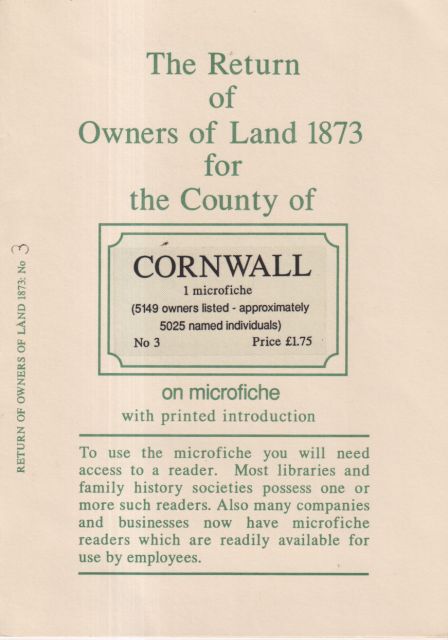 The Return
of
Owners of Land 1873
for
the County of
CORNWALL
1 microfiche
(5149 owners listed - approximately
5025 named individuals)
No 3 Price £1.75
on microfiche
with printed introduction
To use the microfiche you will need
access to a reader. Most libraries and
family history societies possess one or
more such readers. Also many companies
and businesses now have microfiche
readers which are readily available for
use by employees.
RETURN OF OWNERS OF LAND 1873: No 3